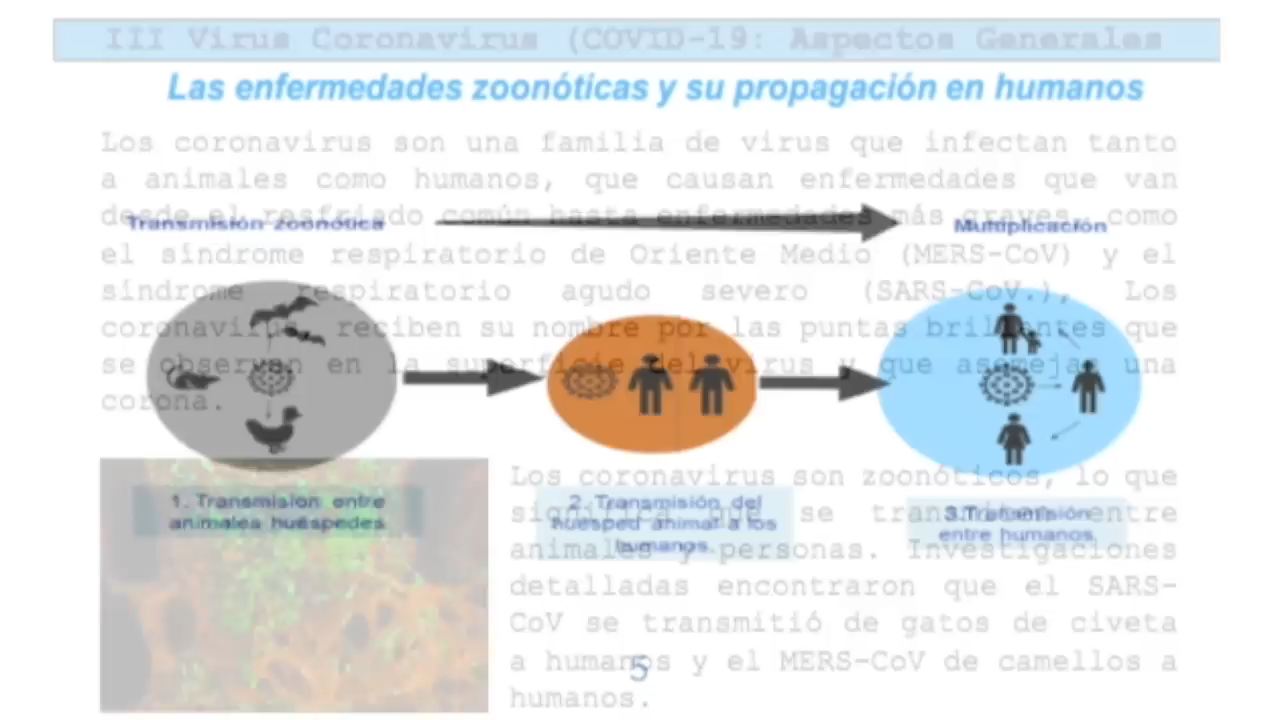 III Virus Coronavirus (COVID-19: Aspectos Generales
Las enfermedades zoonóticas y su propagación en humanos
Los coronavirus son una familia de virus que infectan tanto
a animales como humanos, que causan enfermedades que van
desde el resfriado común hasta enfermedades más graves, como
Transmisión zoonótica
Multiplicación
el síndrome respiratorio de Oriente Medio (MERS-CoV) y el
síndrome respiratorio agudo severo (SARS-CoV.), Los
coronavirus reciben su nombre por las puntas brillentes que
se observan en la superficie del virus y que asemejas una
corona.
Los coronavirus son zoonóticos, lo que
1. Transmision entre
animales huéspedes
2. Transmisión del
huesped animal a los
humanos.
3.Transmisión
entre humanos.
que se entre
animales y personas. Investigaciones
detalladas encontraron que el SARS-
CoV se transmitió de gatos de civeta
a humanos y el MERS-CoV de camellos a
humanos.
5